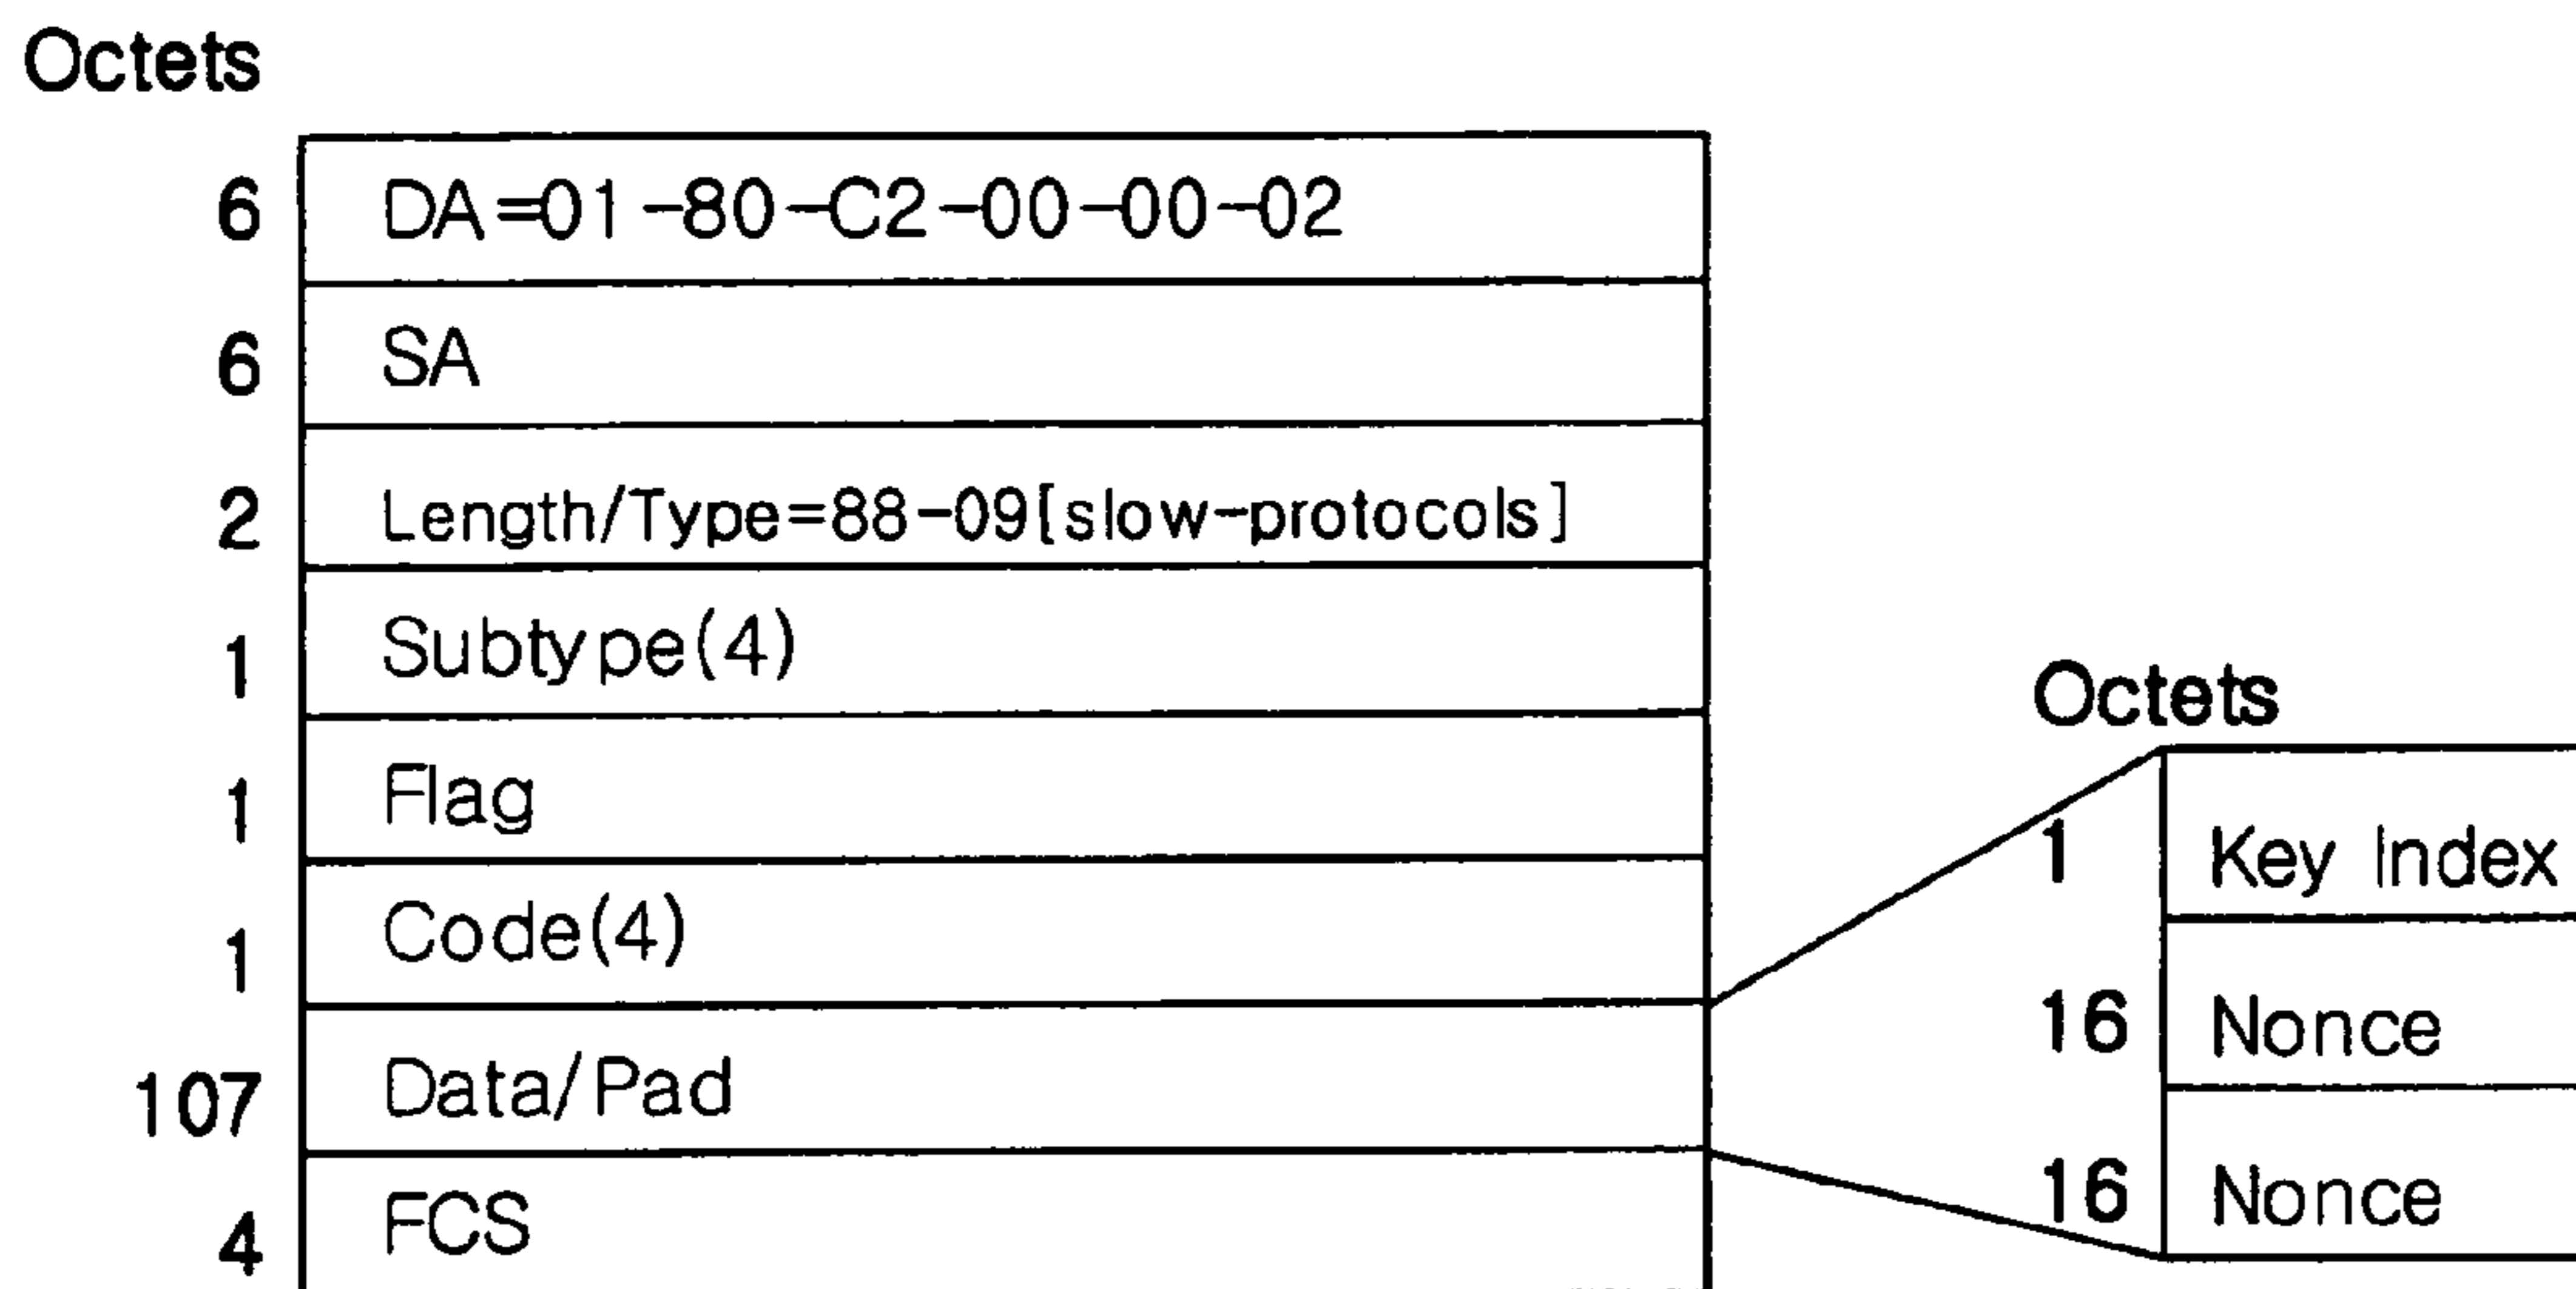 Octets
6 DA=01-80-C2-00-00-02
6 SA
2 Length/Type=88-09[slow-protocols]
1 Subtype(4)
1 Flag
1 Code(4)
107 Data/Pad
4 FCS
Octets
1 Key Index
16 Nonce
16 Nonce